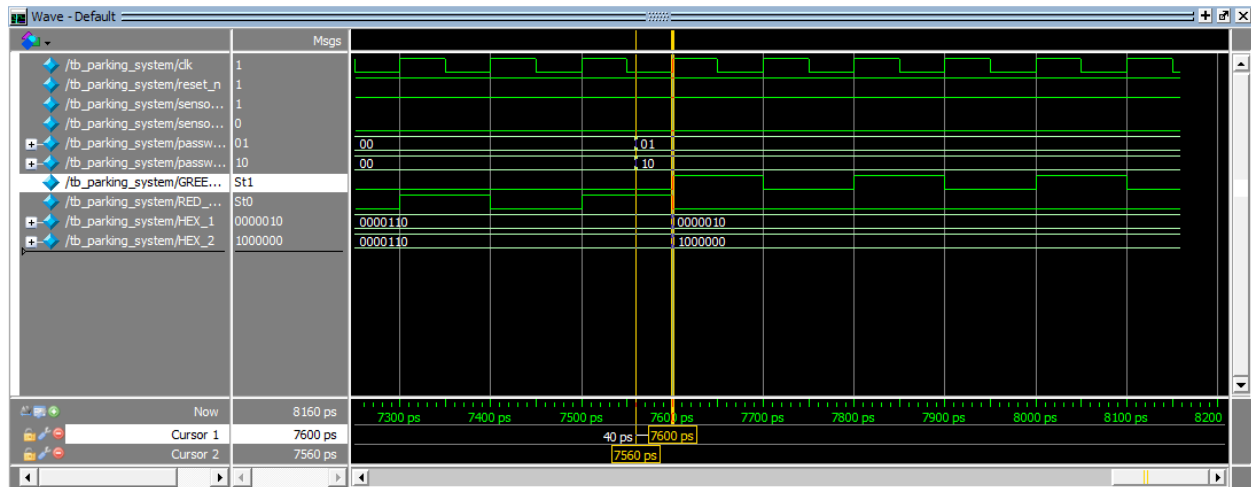 Wave - Default
Msgs
/tb_parking_system/clk 1
/tb_parking_system/reset_n 1
/tb_parking_system/senso... 1
/tb_parking_system/senso... 0
/tb_parking_system/passw... 01 00 01
/tb_parking_system/passw... 10 00 10
/tb_parking_system/GREE... St1
/tb_parking_system/RED_... St0
/tb_parking_system/HEX_1 0000010 0000110 0000010
/tb_parking_system/HEX_2 1000000 0000110 1000000
Now 8160 ps 7300 ps 7400 ps 7500 ps 7600 ps 7700 ps 7800 ps 7900 ps 8000 ps 8100 ps 8200
Cursor 1 7600 ps 40 ps 7600 ps
Cursor 2 7560 ps 7560 ps